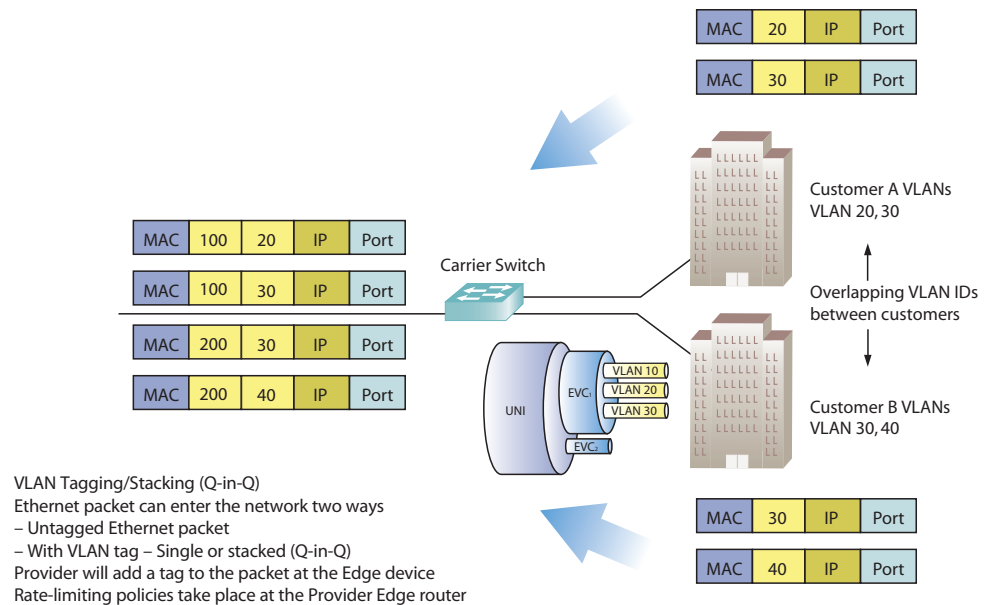 MAC 20 IP Port
MAC 30 IP Port
Customer A VLANs
VLAN 20, 30
MAC 100 20 IP Port
MAC 100 30 IP Port
Carrier Switch
Overlapping VLAN IDs
between customers
MAC 200 30 IP Port
MAC 200 40 IP Port
UNI
EVC₁
VLAN 10
VLAN 20
VLAN 30
EVC₂
Customer B VLANs
VLAN 30, 40
VLAN Tagging/Stacking (Q-in-Q)
Ethernet packet can enter the network two ways
– Untagged Ethernet packet
– With VLAN tag – Single or stacked (Q-in-Q)
Provider will add a tag to the packet at the Edge device
Rate-limiting policies take place at the Provider Edge router
MAC 30 IP Port
MAC 40 IP Port